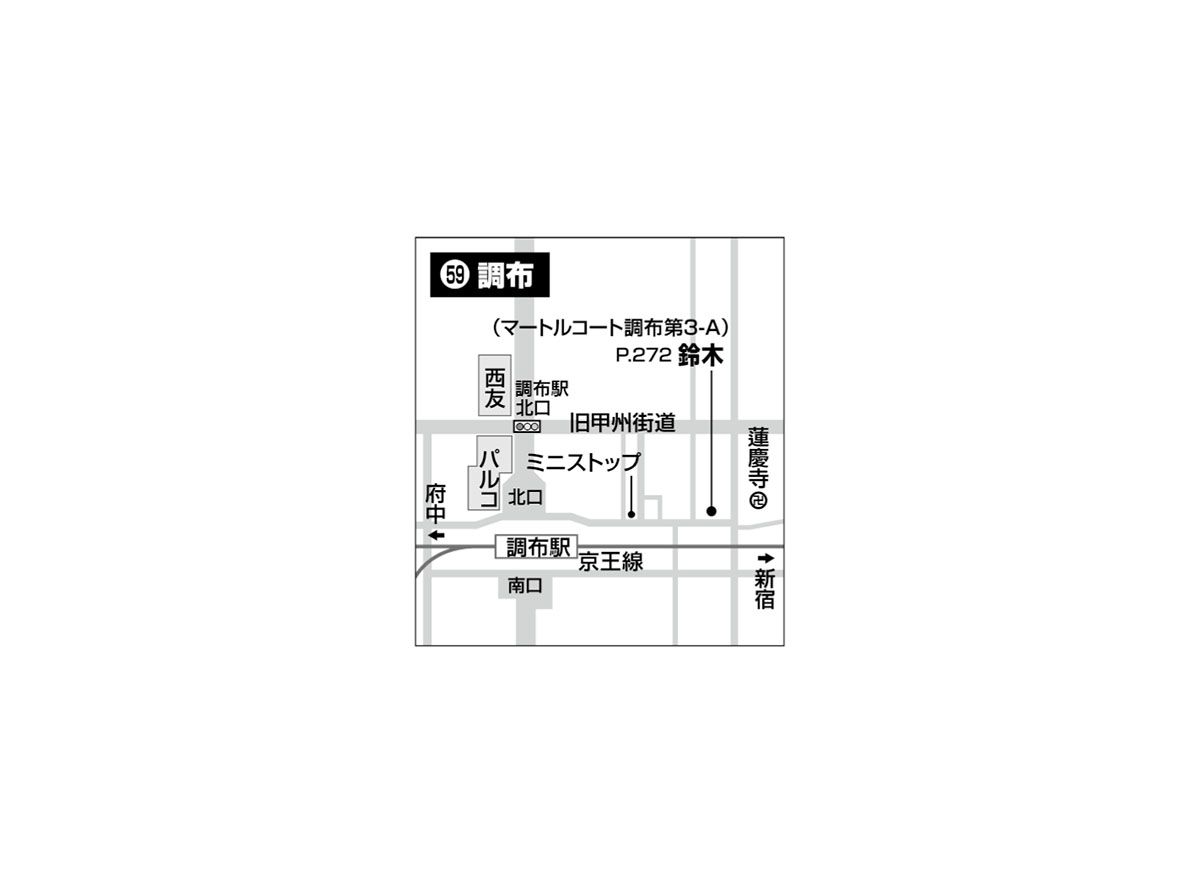 59 調布
（マートルコート調布第3-A）
P.272 鈴木
西友
調布駅
北口
旧甲州街道
パルコ
ミニストップ
蓮慶寺
北口
府中
調布駅
京王線
南口
新宿